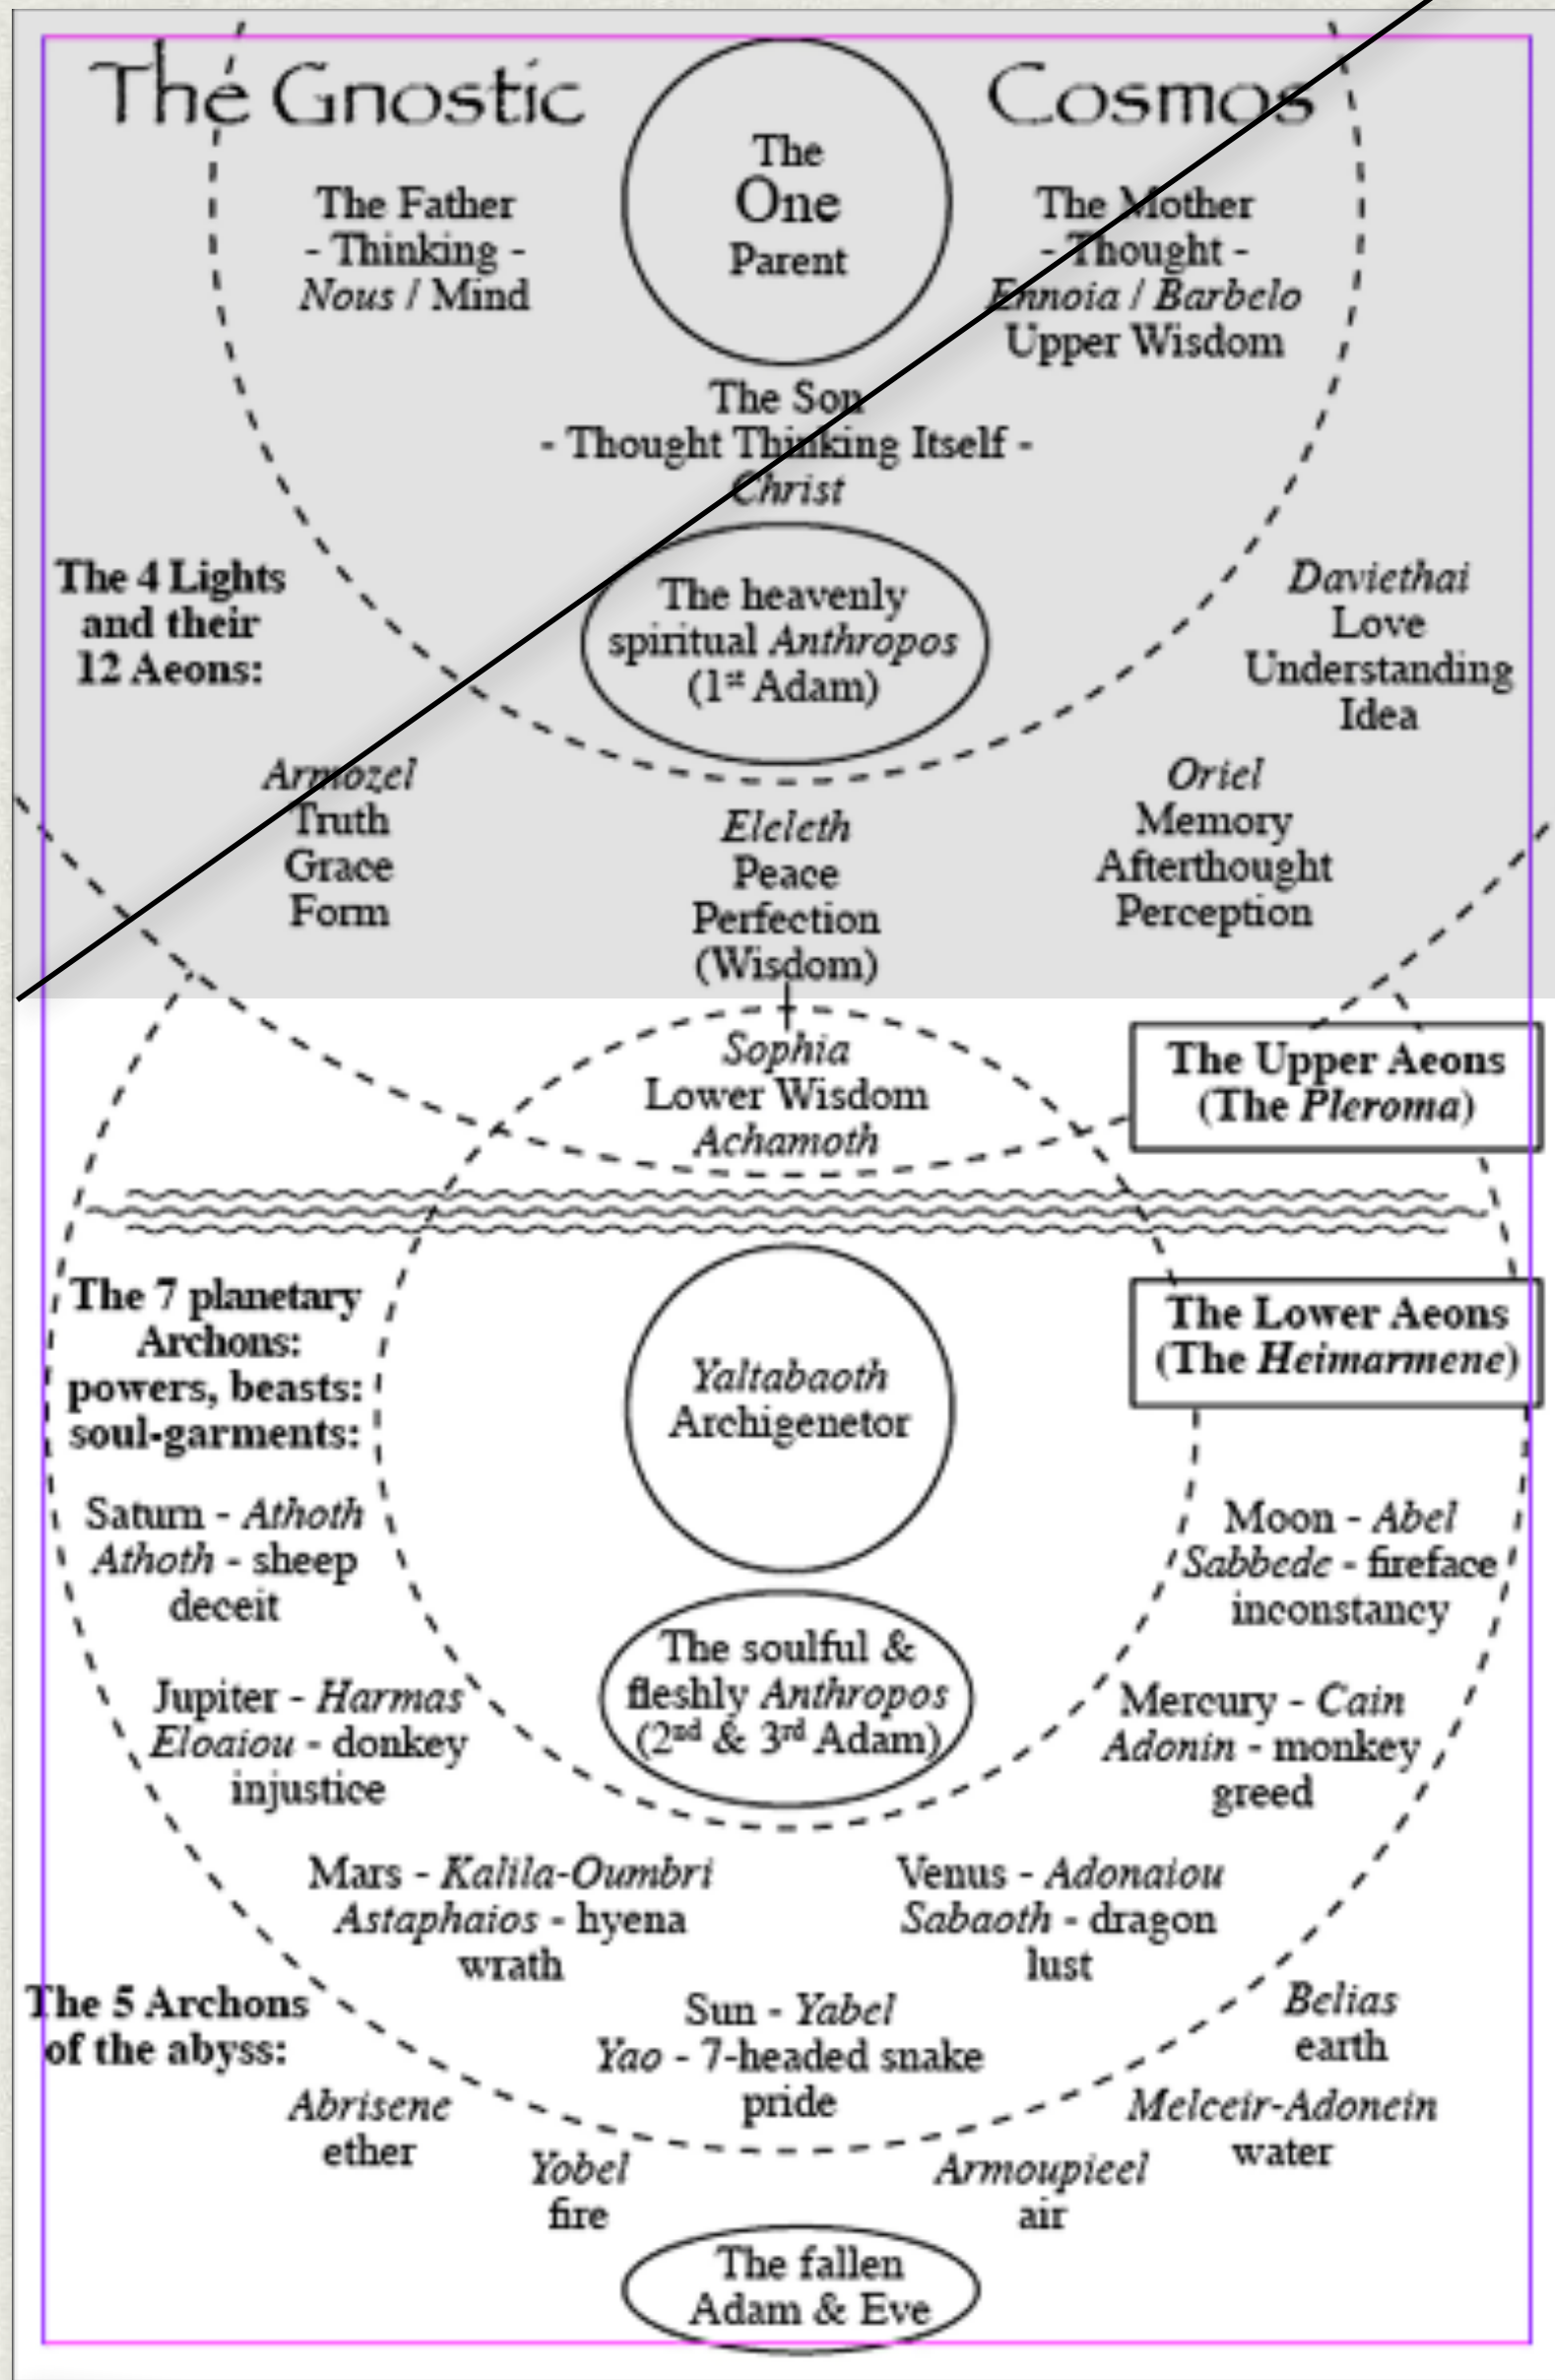 The Gnostic Cosmos
The
One
Parent
The Father
- Thinking -
Nous / Mind
The Mother
- Thought -
Ennoia / Barbelo
Upper Wisdom
The Son
- Thought Thinking Itself -
Christ
The heavenly
spiritual Anthropos
(1st Adam)
The 4 Lights
and their
12 Aeons:
Armozel
Truth
Grace
Form
Eleleth
Peace
Perfection
(Wisdom)
Oriel
Memory
Afterthought
Perception
Daviethai
Love
Understanding
Idea
Sophia
Lower Wisdom
Achamoth
The Upper Aeons
(The Pleroma)
The Lower Aeons
(The Heimarmene)
The 7 planetary
Archons:
powers, beasts:
soul-garments:
Yaltabaoth
Archigenetor
Saturn - Athoth
Athoth - sheep
deceit
Moon - Abel
Sabbede - fireface
inconstancy
The soulful &
fleshly Anthropos
(2nd & 3rd Adam)
Jupiter - Harmas
Eloaiou - donkey
injustice
Mercury - Cain
Adonin - monkey
greed
Mars - Kalila-Oumbri
Astaphaios - hyena
wrath
Venus - Adonaiou
Sabaoth - dragon
lust
Sun - Yabel
Yao - 7-headed snake
pride
The 5 Archons
of the abyss:
Abrisene
ether
Yobel
fire
Armoupieel
air
Melceir-Adonein
water
Belias
earth
The fallen
Adam & Eve